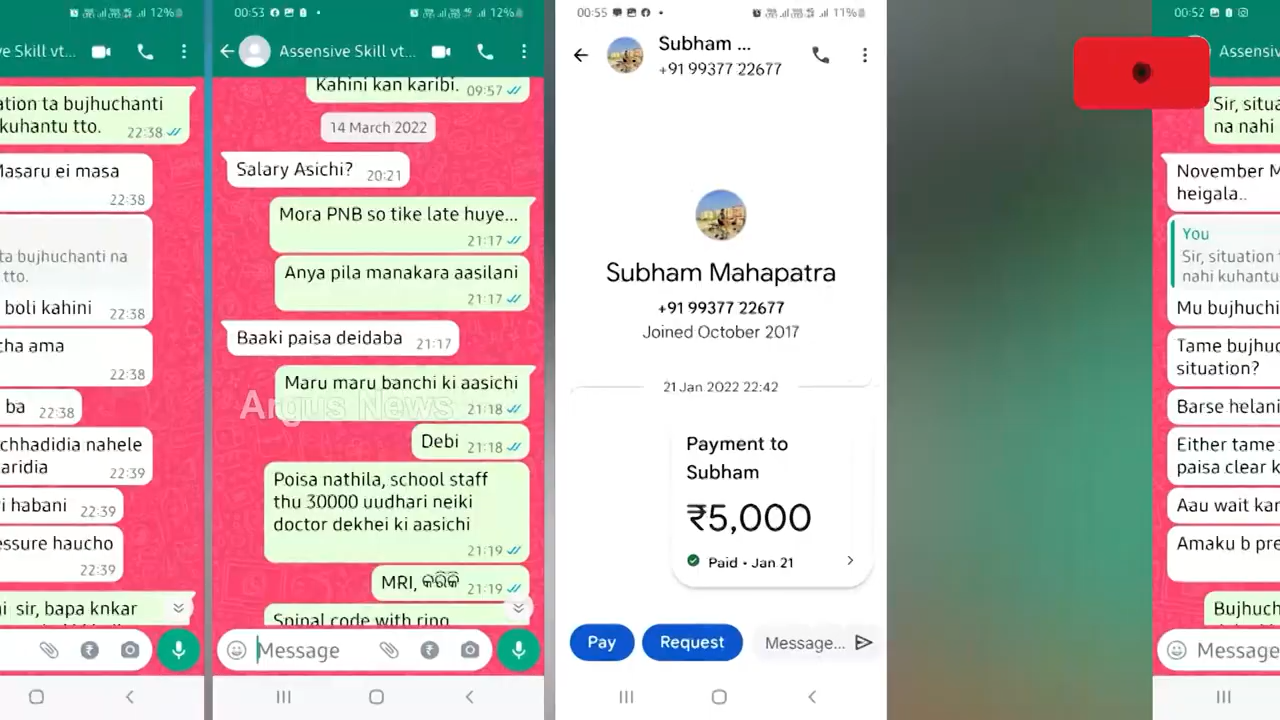 12%
ve Skill vt...
ation ta bujhuchanti
kuhantu tto.
22:38
Masaru ei masa
22:38
ta bujhuchanti na
tto.
boli kahini
22:38
cha ama
22:38
ba
22:38
chhadidia nahele
aridia
22:39
ri habani
22:39
essure haucho
22:39
ni sir, bapa knkar
00:53
12%
Assensive Skill vt...
Kahini kan karibi.
09:57
14 March 2022
Salary Asichi?
20:21
Mora PNB so tike late huye...
21:17
Anya pila manakara aasilani
21:17
Baaki paisa deidaba
21:17
Maru maru banchi ki aasichi
21:18
Argus News
Debi
21:18
Poisa nathila, school staff
thu 30000 uudhari neiki
doctor dekhei ki aasichi
21:19
MRI, କରିକି
21:19
Spinal code with ring
Message
00:55
11%
Subham ...
+91 99377 22677
Subham Mahapatra
+91 99377 22677
Joined October 2017
21 Jan 2022 22:42
Payment to
Subham
₹5,000
Paid • Jan 21
Pay
Request
Message...
00:52
Assensiv
Sir, situa
na nahi
November M
heigala..
You
Sir, situation t
nahi kuhantu
Mu bujhuchi
Tame bujhu
situation?
Barse helani
Either tame
paisa clear k
Aau wait kar
Amaku b pre
Bujhuch
Message